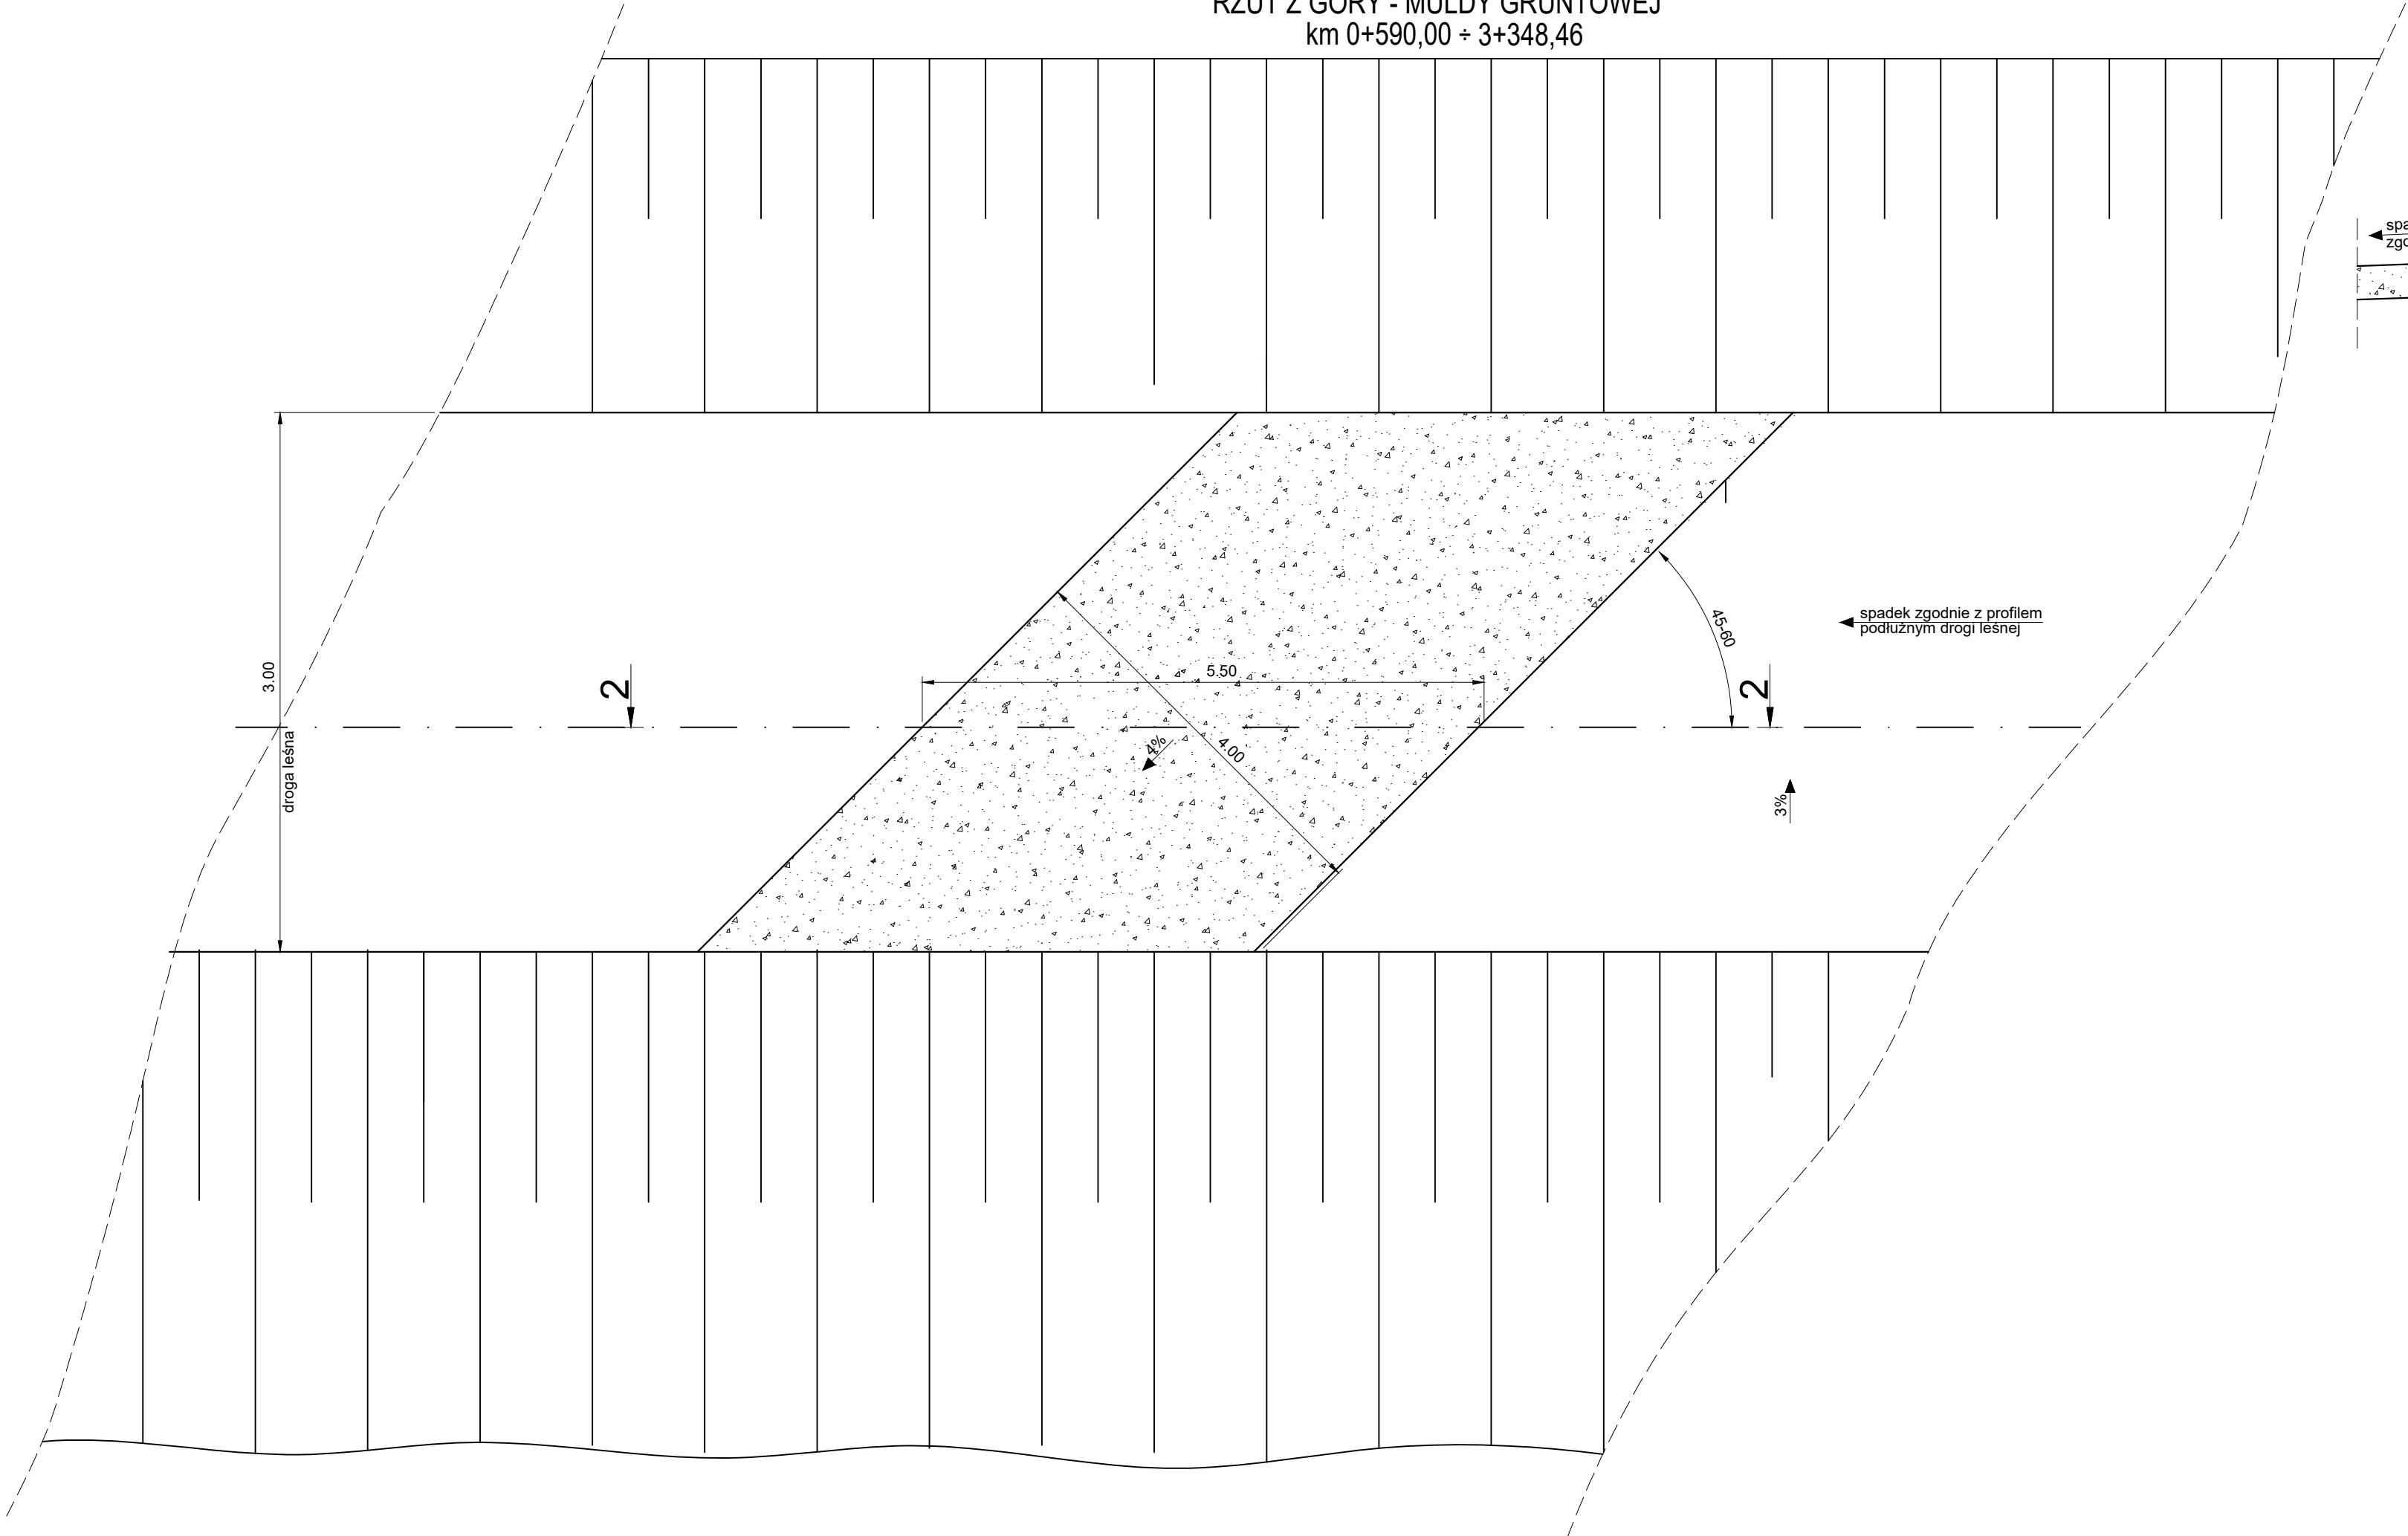 RZUT Z GÓRY - MULDY GRUNTOWEJ
km 0+590,00 ÷ 3+348,46
3.00
droga leśna
2
5.50
4.00
4%
45-60
2
3%
spadek zgodnie z profilem
podłużnym drogi leśnej